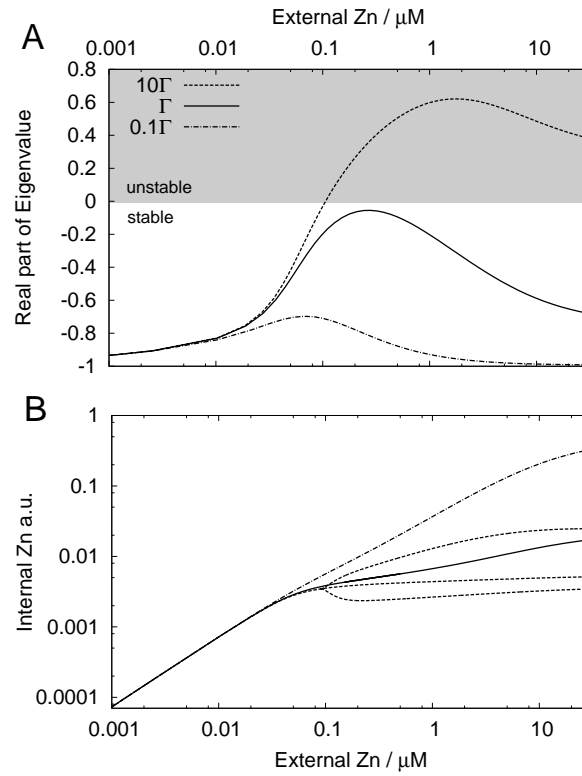 A
External Zn / μM
0.001 0.01 0.1 1 10
Real part of Eigenvalue
0.8
0.6
0.4
0.2
0
-0.2
-0.4
-0.6
-0.8
-1
10Γ
Γ
0.1Γ
unstable
stable
B
Internal Zn a.u.
1
0.1
0.01
0.001
0.0001
0.001 0.01 0.1 1 10
External Zn / μM